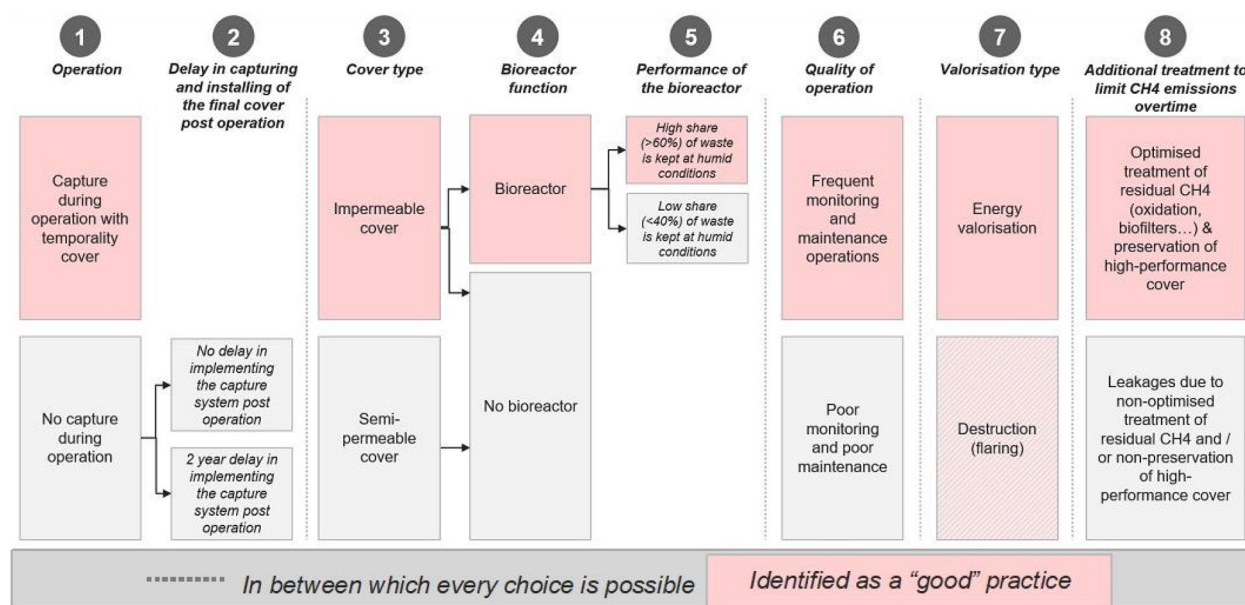 1
Operation
2
Delay in capturing
and installing of
the final cover
post operation
3
Cover type
4
Bioreactor
function
5
Performance of
the bioreactor
6
Quality of
operation
7
Valorisation type
8
Additional treatment to
limit CH4 emissions
overtime
Capture
during
operation with
temporality
cover
Impermeable
cover
Bioreactor
High share
(>60%) of waste
is kept at humid
conditions
Low share
(<40%) of waste
is kept at humid
conditions
Frequent
monitoring
and
maintenance
operations
Energy
valorisation
Optimised
treatment of
residual CH4
(oxidation,
biofilters…) &
preservation of
high-performance
cover
No capture
during
operation
No delay in
implementing
the capture
system post
operation
2 year delay in
implementing
the capture
system post
operation
Semi-
permeable
cover
No bioreactor
Poor
monitoring
and poor
maintenance
Destruction
(flaring)
Leakages due to
non-optimised
treatment of
residual CH4 and /
or non-preservation
of high-
performance cover
In between which every choice is possible
Identified as a “good” practice